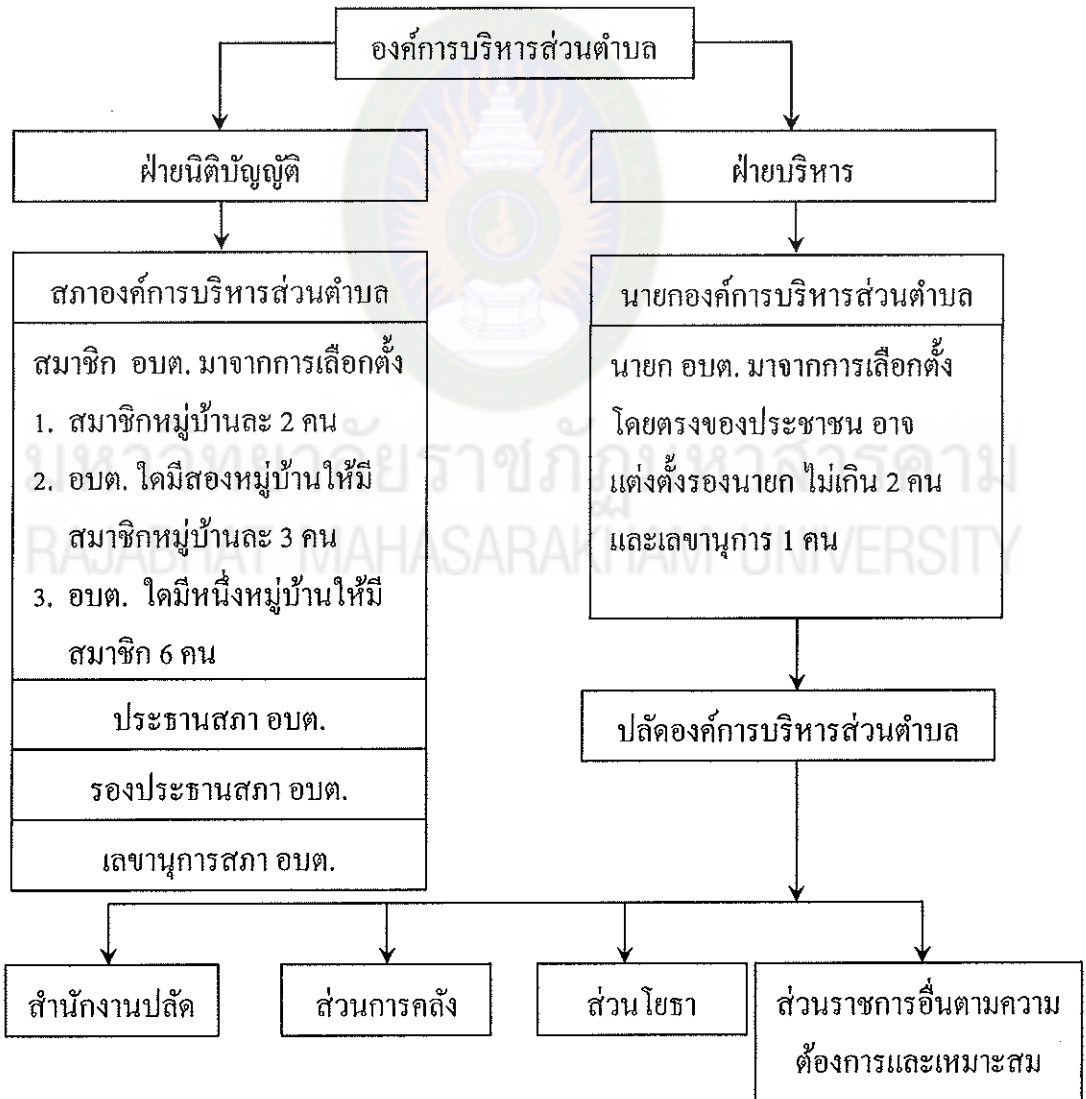 องค์การบริหารส่วนตำบล
ฝ่ายนิติบัญญัติ
ฝ่ายบริหาร
สภาองค์การบริหารส่วนตำบล
สมาชิก อบต. มาจากการเลือกตั้ง
1. สมาชิกหมู่บ้านละ 2 คน
2. อบต. ใดมีสองหมู่บ้านให้มี
สมาชิกหมู่บ้านละ 3 คน
3. อบต. ใดมีหนึ่งหมู่บ้านให้มี
สมาชิก 6 คน
ประธานสภา อบต.
รองประธานสภา อบต.
เลขานุการสภา อบต.
นายกองค์การบริหารส่วนตำบล
นายก อบต. มาจากการเลือกตั้ง
โดยตรงของประชาชน อาจ
แต่งตั้งรองนายก ไม่เกิน 2 คน
และเลขานุการ 1 คน
ปลัดองค์การบริหารส่วนตำบล
สำนักงานปลัด
ส่วนการคลัง
ส่วนโยธา
ส่วนราชการอื่นตามความ
ต้องการและเหมาะสม
มหาวิทยาลัยราชภัฏมหาสารคาม
RAJABHAT MAHASARAKHAM UNIVERSITY